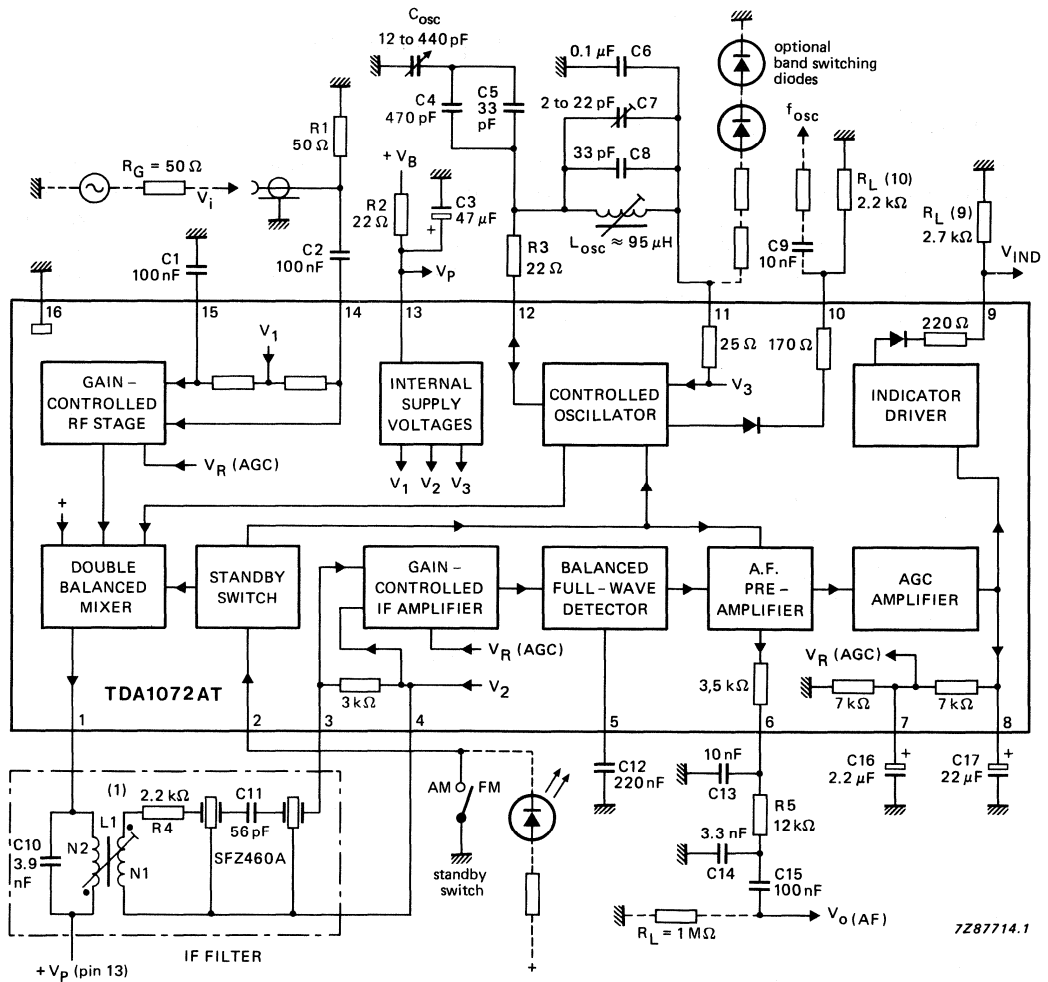 C osc
12 to 440 pF
C4
470 pF
C5
33
pF
0.1 µF C6
2 to 22 pF C7
33 pF C8
L osc ≈ 95 µH
optional
band switching
diodes
f osc
R1
50 Ω
R G = 50 Ω
V i
+ V B
R2
22 Ω
C3
47 µF
+
V P
R3
22 Ω
C1
100 nF
C2
100 nF
C9
10 nF
R L (10)
2.2 kΩ
R L (9)
2.7 kΩ
V IND
16
15
14
13
12
11
10
9
V 1
25 Ω
170 Ω
220 Ω
GAIN –
CONTROLLED
RF STAGE
INTERNAL
SUPPLY
VOLTAGES
CONTROLLED
OSCILLATOR
V 3
INDICATOR
DRIVER
V R (AGC)
V 1 V 2 V 3
+
DOUBLE
BALANCED
MIXER
STANDBY
SWITCH
GAIN –
CONTROLLED
IF AMPLIFIER
BALANCED
FULL – WAVE
DETECTOR
A.F.
PRE –
AMPLIFIER
AGC
AMPLIFIER
V R (AGC)
V R (AGC)
TDA1072AT
3 kΩ
V 2
3,5 kΩ
7 kΩ
7 kΩ
1
2
3
4
5
6
7
8
(1)
2.2 kΩ
R4
C11
56 pF
L1
C10
3.9
nF
N2
N1
SFZ460A
IF FILTER
+ V P (pin 13)
AM
FM
standby
switch
+
C12
220 nF
10 nF
C13
R5
12 kΩ
3.3 nF
C14
C15
100 nF
C16
2.2 µF
+
C17
22 µF
+
R L = 1 MΩ
V o (AF)
7Z87714.1